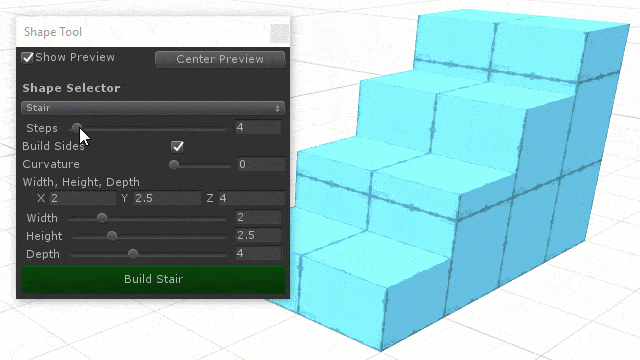 Shape Tool
Show Preview Center Preview
Shape Selector
Stair
Steps 4
Build Sides
Curvature 0
Width, Height, Depth
X 2 Y 2.5 Z 4
Width 2
Height 2.5
Depth 4
Build Stair